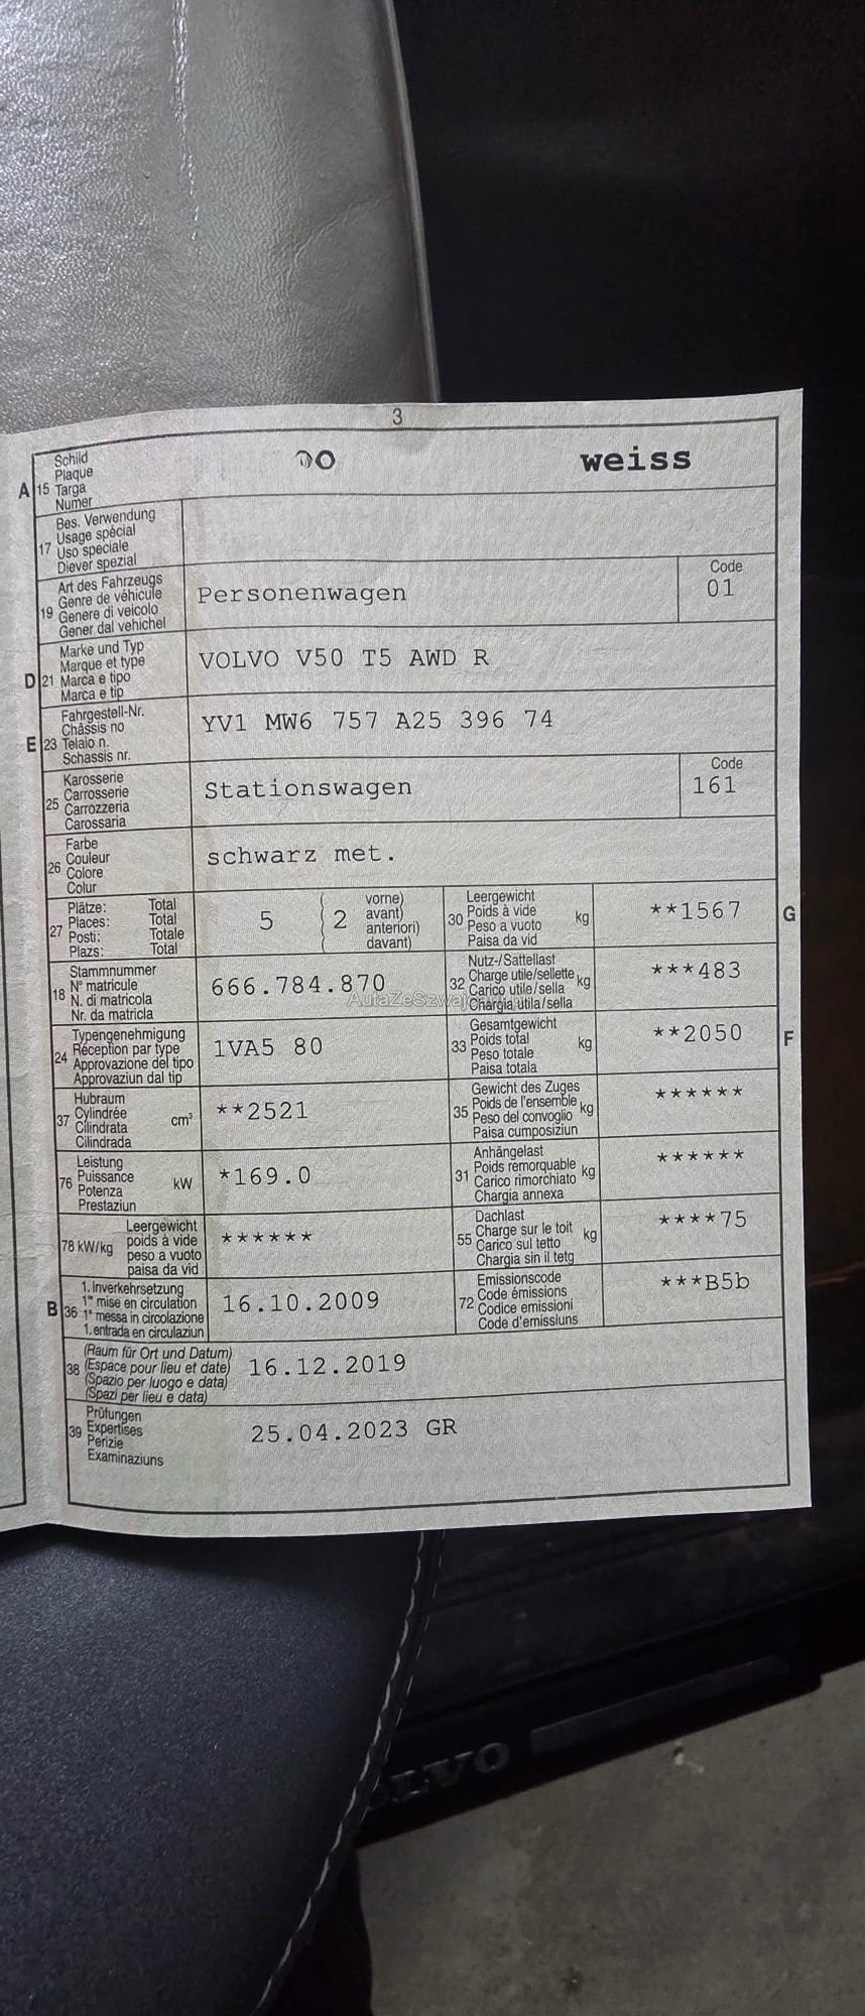 3
A 15 Schild
Plaque
Targa
Numer
weiss
17 Bes. Verwendung
Usage spécial
Uso speciale
Diever spezial
19 Art des Fahrzeugs
Genre de véhicule
Genere di veicolo
Gener dal vehichel
Personenwagen
Code
01
D 21 Marke und Typ
Marque et type
Marca e tipo
Marca e tip
VOLVO V50 T5 AWD R
E 23 Fahrgestell-Nr.
Châssis no
Telaio n.
Schassis nr.
YV1 MW6 757 A25 396 74
25 Karosserie
Carrosserie
Carrozzeria
Carossaria
Stationswagen
Code
161
26 Farbe
Couleur
Colore
Colur
schwarz met.
27 Plätze: Total
Places: Total
Posti: Totale
Plazs: Total
5
2
vorne)
avant)
anteriori)
davant)
30 Leergewicht
Poids à vide
Peso a vuoto
Paisa da vid
kg
**1567
G
18 Stammnummer
N° matricule
N. di matricola
Nr. da matricla
666.784.870
32 Nutz-/Sattellast
Charge utile/sellette
Carico utile/sella
Chargia utila/sella
kg
***483
24 Typengenehmigung
Réception par type
Approvazione del tipo
Approvaziun dal tip
1VA5 80
33 Gesamtgewicht
Poids total
Peso totale
Paisa totala
kg
**2050
F
37 Hubraum
Cylindrée
Cilindrata
Cilindrada
cm³
**2521
35 Gewicht des Zuges
Poids de l'ensemble
Peso del convoglio
Paisa cumposiziun
kg
******
76 Leistung
Puissance
Potenza
Prestaziun
kW
*169.0
31 Anhängelast
Poids remorquable
Carico rimorchiato
Chargia annexa
kg
******
78 kW/kg
Leergewicht
poids à vide
peso a vuoto
paisa da vid
******
55 Dachlast
Charge sur le toit
Carico sul tetto
Chargia sin il tetg
kg
****75
B 36 1. Inverkehrsetzung
1re mise en circulation
1a messa in circolazione
1. entrada en circulaziun
16.10.2009
72 Emissionscode
Code émissions
Codice emissioni
Code d'emissiuns
***B5b
38 (Raum für Ort und Datum)
(Espace pour lieu et date)
(Spazio per luogo e data)
(Spazi per lieu e data)
16.12.2019
39 Prüfungen
Expertises
Perizie
Examinaziuns
25.04.2023 GR
VOLVO